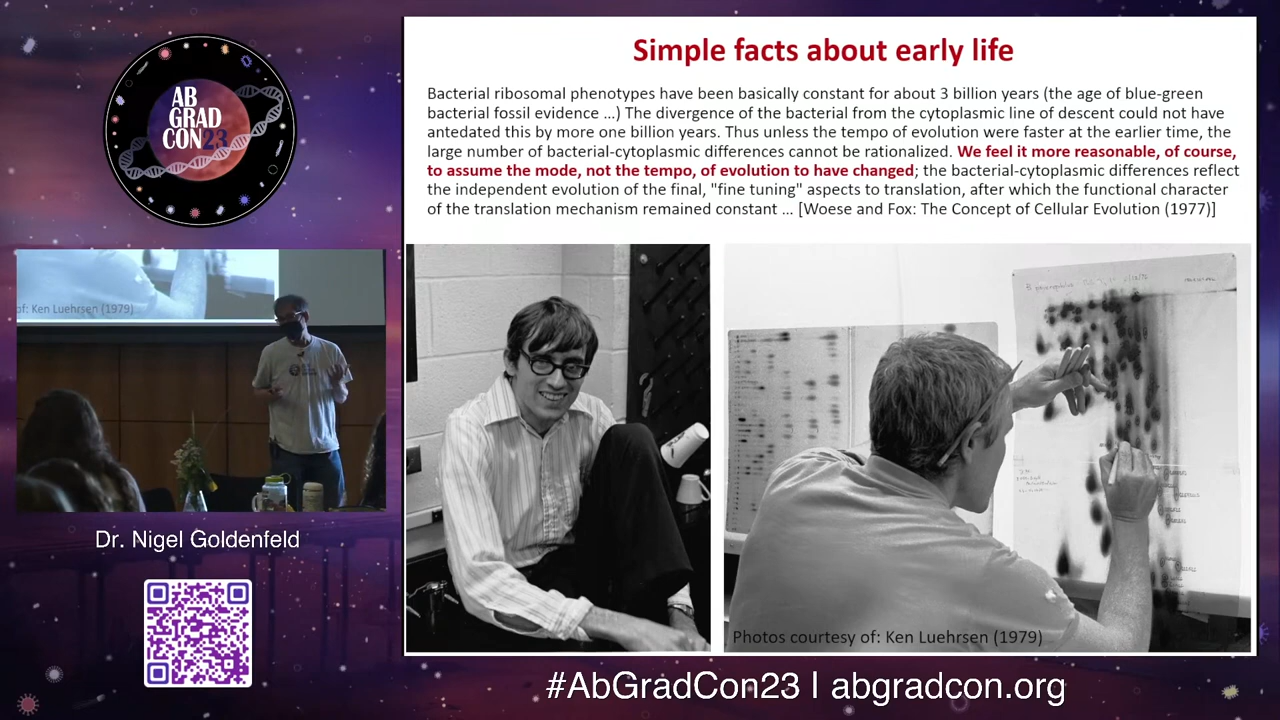 AB
GRAD
CON23
Simple facts about early life
Bacterial ribosomal phenotypes have been basically constant for about 3 billion years (the age of blue-green
bacterial fossil evidence ...) The divergence of the bacterial from the cytoplasmic line of descent could not have
antedated this by more one billion years. Thus unless the tempo of evolution were faster at the earlier time, the
large number of bacterial-cytoplasmic differences cannot be rationalized. We feel it more reasonable, of course,
to assume the mode, not the tempo, of evolution to have changed; the bacterial-cytoplasmic differences reflect
the independent evolution of the final, "fine tuning" aspects to translation, after which the functional character
of the translation mechanism remained constant ... [Woese and Fox: The Concept of Cellular Evolution (1977)]
of: Ken Luehrsen (1979)
Dr. Nigel Goldenfeld
Photos courtesy of: Ken Luehrsen (1979)
#AbGradCon23 | abgradcon.org